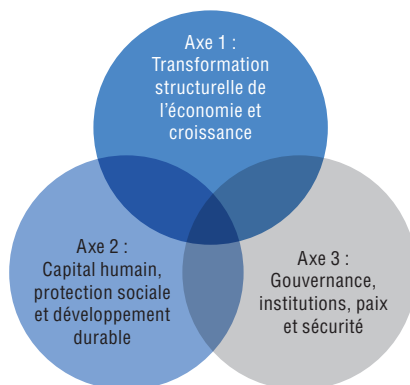 Axe 1 :
Transformation
structurelle de
l'économie et
croissance
Axe 2 :
Capital humain,
protection sociale
et développement
durable
Axe 3 :
Gouvernance,
institutions, paix
et sécurité